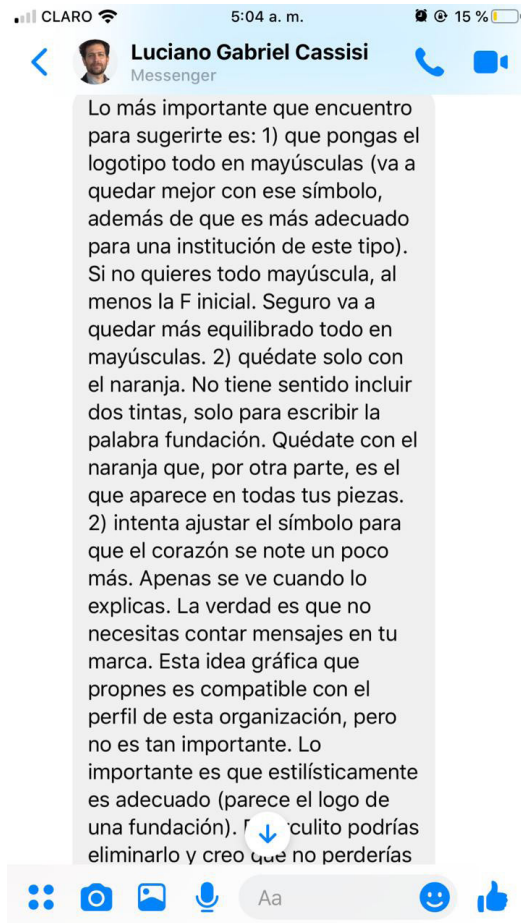 CLARO 5:04 a. m. 15 %
Luciano Gabriel Cassisi
Messenger
Lo más importante que encuentro
para sugerirte es: 1) que pongas el
logotipo todo en mayúsculas (va a
quedar mejor con ese símbolo,
además de que es más adecuado
para una institución de este tipo).
Si no quieres todo mayúscula, al
menos la F inicial. Seguro va a
quedar más equilibrado todo en
mayúsculas. 2) quédate solo con
el naranja. No tiene sentido incluir
dos tintas, solo para escribir la
palabra fundación. Quédate con el
naranja que, por otra parte, es el
que aparece en todas tus piezas.
2) intenta ajustar el símbolo para
que el corazón se note un poco
más. Apenas se ve cuando lo
explicas. La verdad es que no
necesitas contar mensajes en tu
marca. Esta idea gráfica que
propnes es compatible con el
perfil de esta organización, pero
no es tan importante. Lo
importante es que estilísticamente
es adecuado (parece el logo de
una fundación). culito podrías
eliminarlo y creo que no perderías
Aa